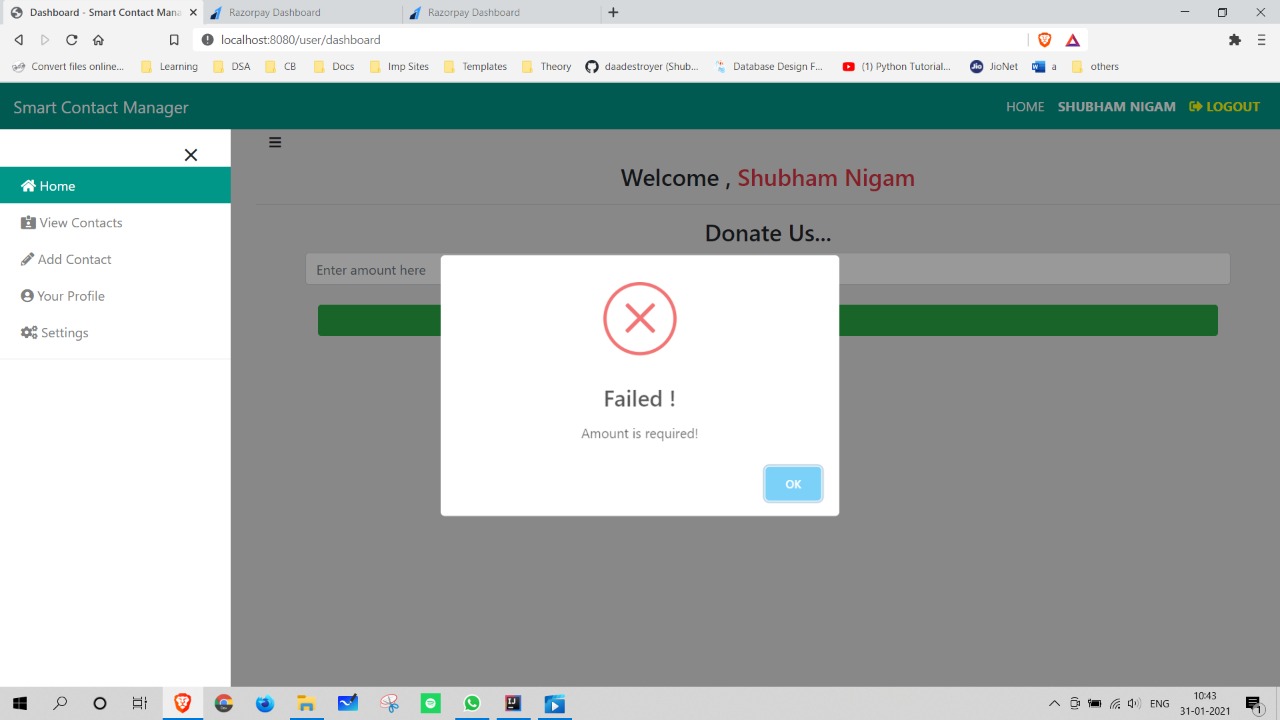 Dashboard - Smart Contact Man
Razorpay Dashboard
Razorpay Dashboard
localhost:8080/user/dashboard
Convert files online...
Learning
DSA
CB
Docs
Imp Sites
Templates
Theory
daadestroyer (Shub...
Database Design F...
(1) Python Tutorial...
Jio
JioNet
a
others
Smart Contact Manager
HOME
SHUBHAM NIGAM
LOGOUT
Home
View Contacts
Add Contact
Your Profile
Settings
Welcome , Shubham Nigam
Donate Us...
Enter amount here
Failed !
Amount is required!
OK
ENG
10:43
31-01-2021
1